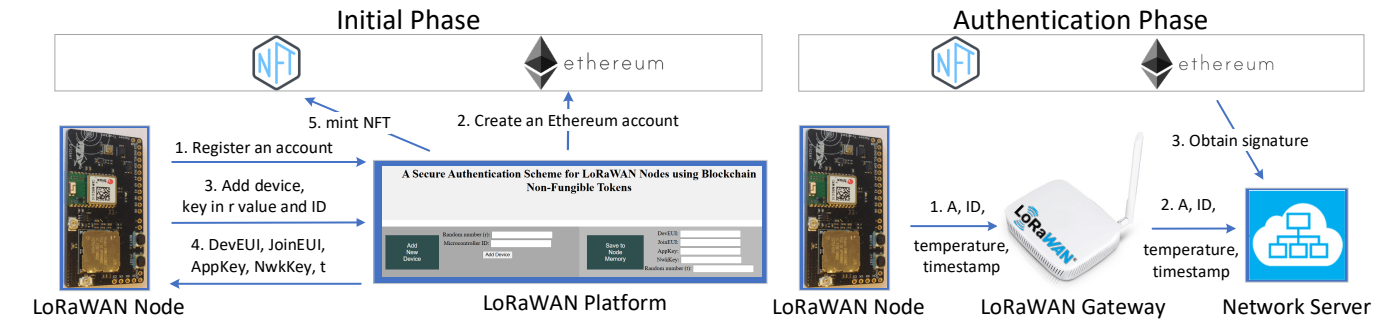 Initial Phase
NFT
ethereum
5. mint NFT
2. Create an Ethereum account
1. Register an account
3. Add device,
key in r value and ID
4. DevEUI, JoinEUI,
AppKey, NwkKey, t
A Secure Authentication Scheme for LoRaWAN Nodes using Blockchain
Non-Fungible Tokens
Add
New
Device
Random number (r):
Microcontroller ID:
Add Device
Save to
Node
Memory
DevEUI:
JoinEUI:
AppKey:
NwkKey:
Random number (t):
LoRaWAN Node
LoRaWAN Platform
Authentication Phase
NFT
ethereum
3. Obtain signature
1. A, ID,
temperature,
timestamp
LoRaWAN
2. A, ID,
temperature,
timestamp
LoRaWAN Node
LoRaWAN Gateway
Network Server